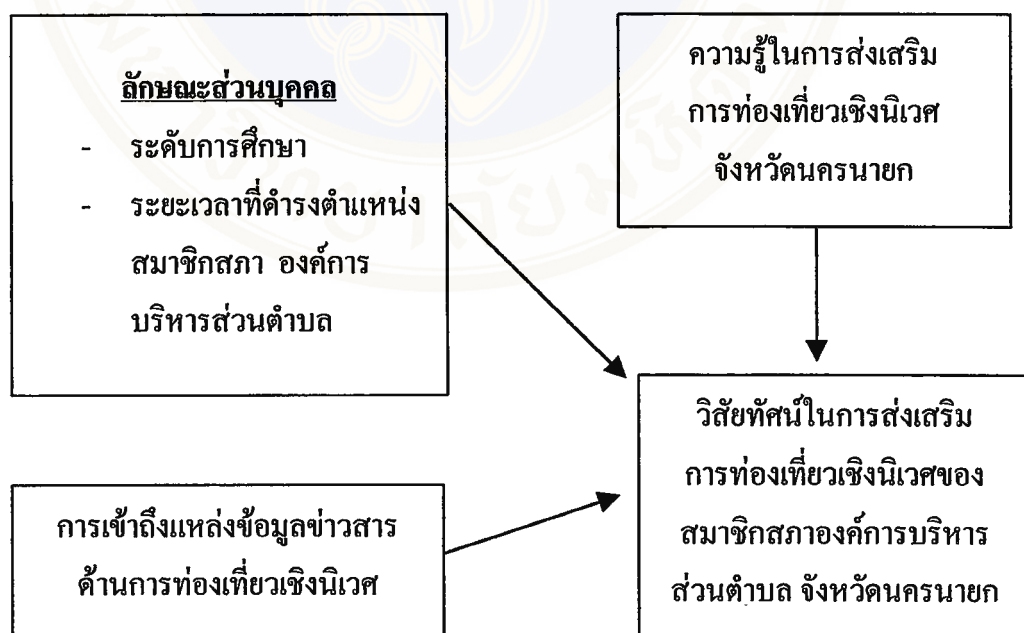 ลักษณะส่วนบุคคล
- ระดับการศึกษา
- ระยะเวลาที่ดำรงตำแหน่ง
สมาชิกสภา องค์การ
บริหารส่วนตำบล
ความรู้ในการส่งเสริม
การท่องเที่ยวเชิงนิเวศ
จังหวัดนครนายก
การเข้าถึงแหล่งข้อมูลข่าวสาร
ด้านการท่องเที่ยวเชิงนิเวศ
วิสัยทัศน์ในการส่งเสริม
การท่องเที่ยวเชิงนิเวศของ
สมาชิกสภาองค์การบริหาร
ส่วนตำบล จังหวัดนครนายก